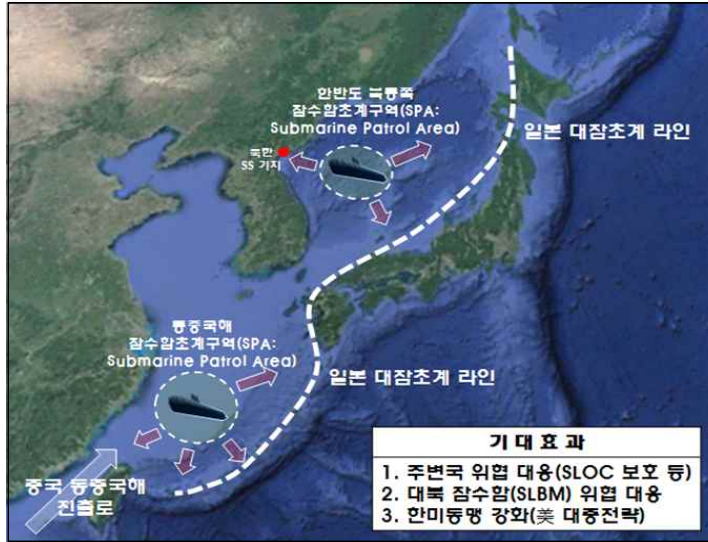 한반도 북동쪽
잠수함초계구역(SPA:
Submarine Patrol Area)
일본 대잠초계 라인
북한
SS 기지
동중국해
잠수함초계구역(SPA:
Submarine Patrol Area)
일본 대잠초계 라인
중국 동중국해
진출로
기대효과
1. 주변국 위협 대응(SLOC 보호 등)
2. 대북 잠수함(SLBM) 위협 대응
3. 한미동맹 강화(美 대중전략)